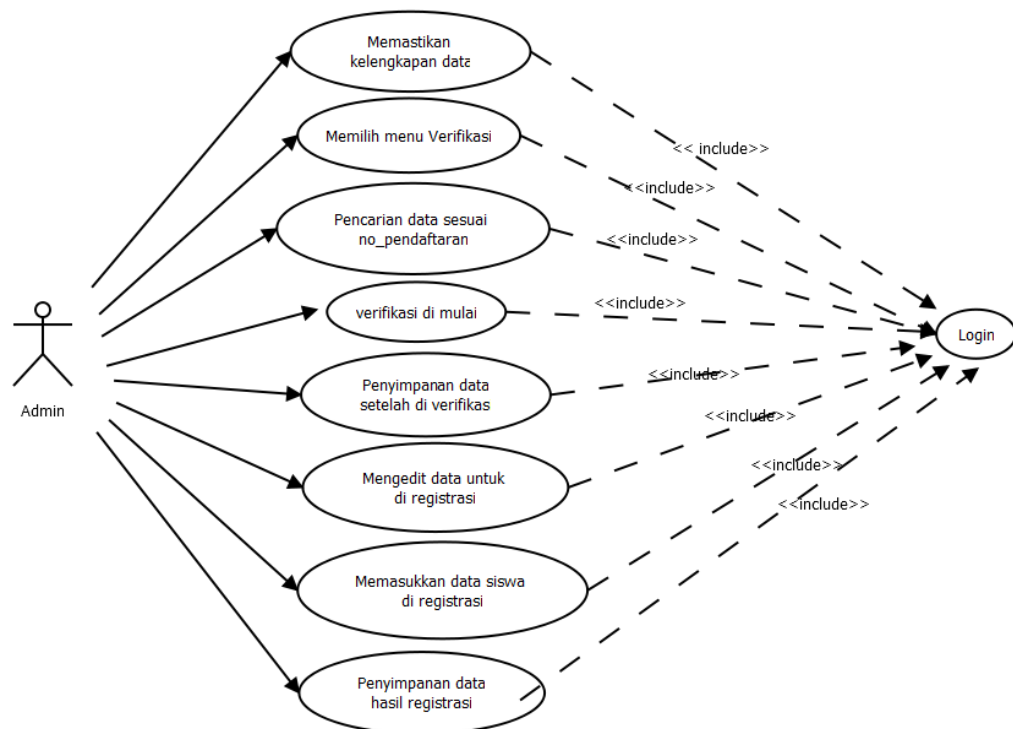 Memastikan
kelengkapan data
<< include>>
Memilih menu Verifikasi
<<include>>
Pencarian data sesuai
no_pendaftaran
<<include>>
verifikasi di mulai
<<include>>
Login
Admin
Penyimpanan data
setelah di verifikas
<<include>>
Mengedit data untuk
di registrasi
<<include>>
Memasukkan data siswa
di registrasi
<<include>>
Penyimpanan data
hasil registrasi
<<include>>